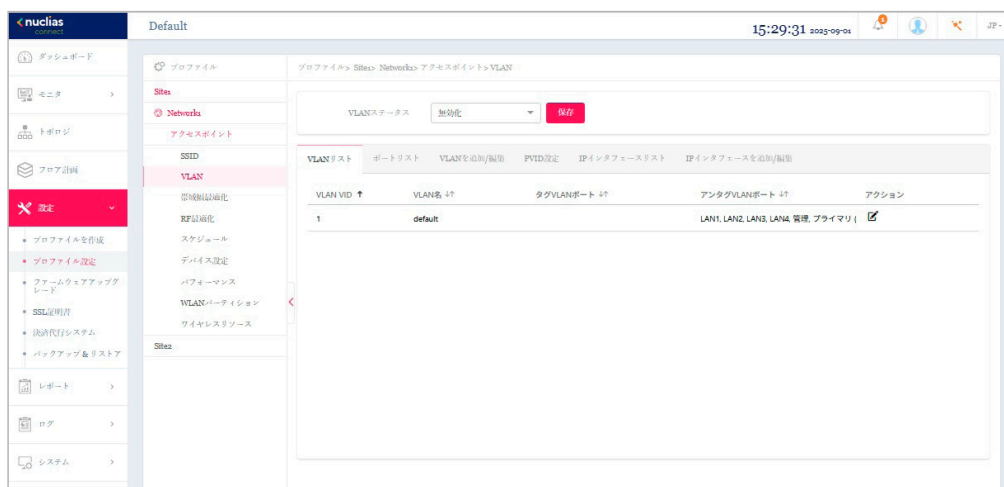 nuclias
connect
Default
15:29:31 2025-09-01
1
JP
ダッシュボード
モニタ
トポロジ
フロア計画
設定
プロファイルを作成
プロファイル設定
ファームウェアアップグ
レード
SSL証明書
決済代行システム
バックアップ & リストア
レポート
ログ
システム
プロファイル
Site1
Network1
アクセスポイント
SSID
VLAN
帯域幅最適化
RF最適化
スケジュール
デバイス設定
パフォーマンス
WLANパーティション
ワイヤレスリソース
Site2
プロファイル> Site1> Network1> アクセスポイント> VLAN
VLANステータス 無効化 保存
VLANリスト ポートリスト VLANを追加/編集 PVID設定 IPインタフェースリスト IPインタフェースを追加/編集
VLAN VID VLAN名 タグVLANポート アンタグVLANポート アクション
1 default LAN1, LAN2, LAN3, LAN4, 管理, プライマリ (